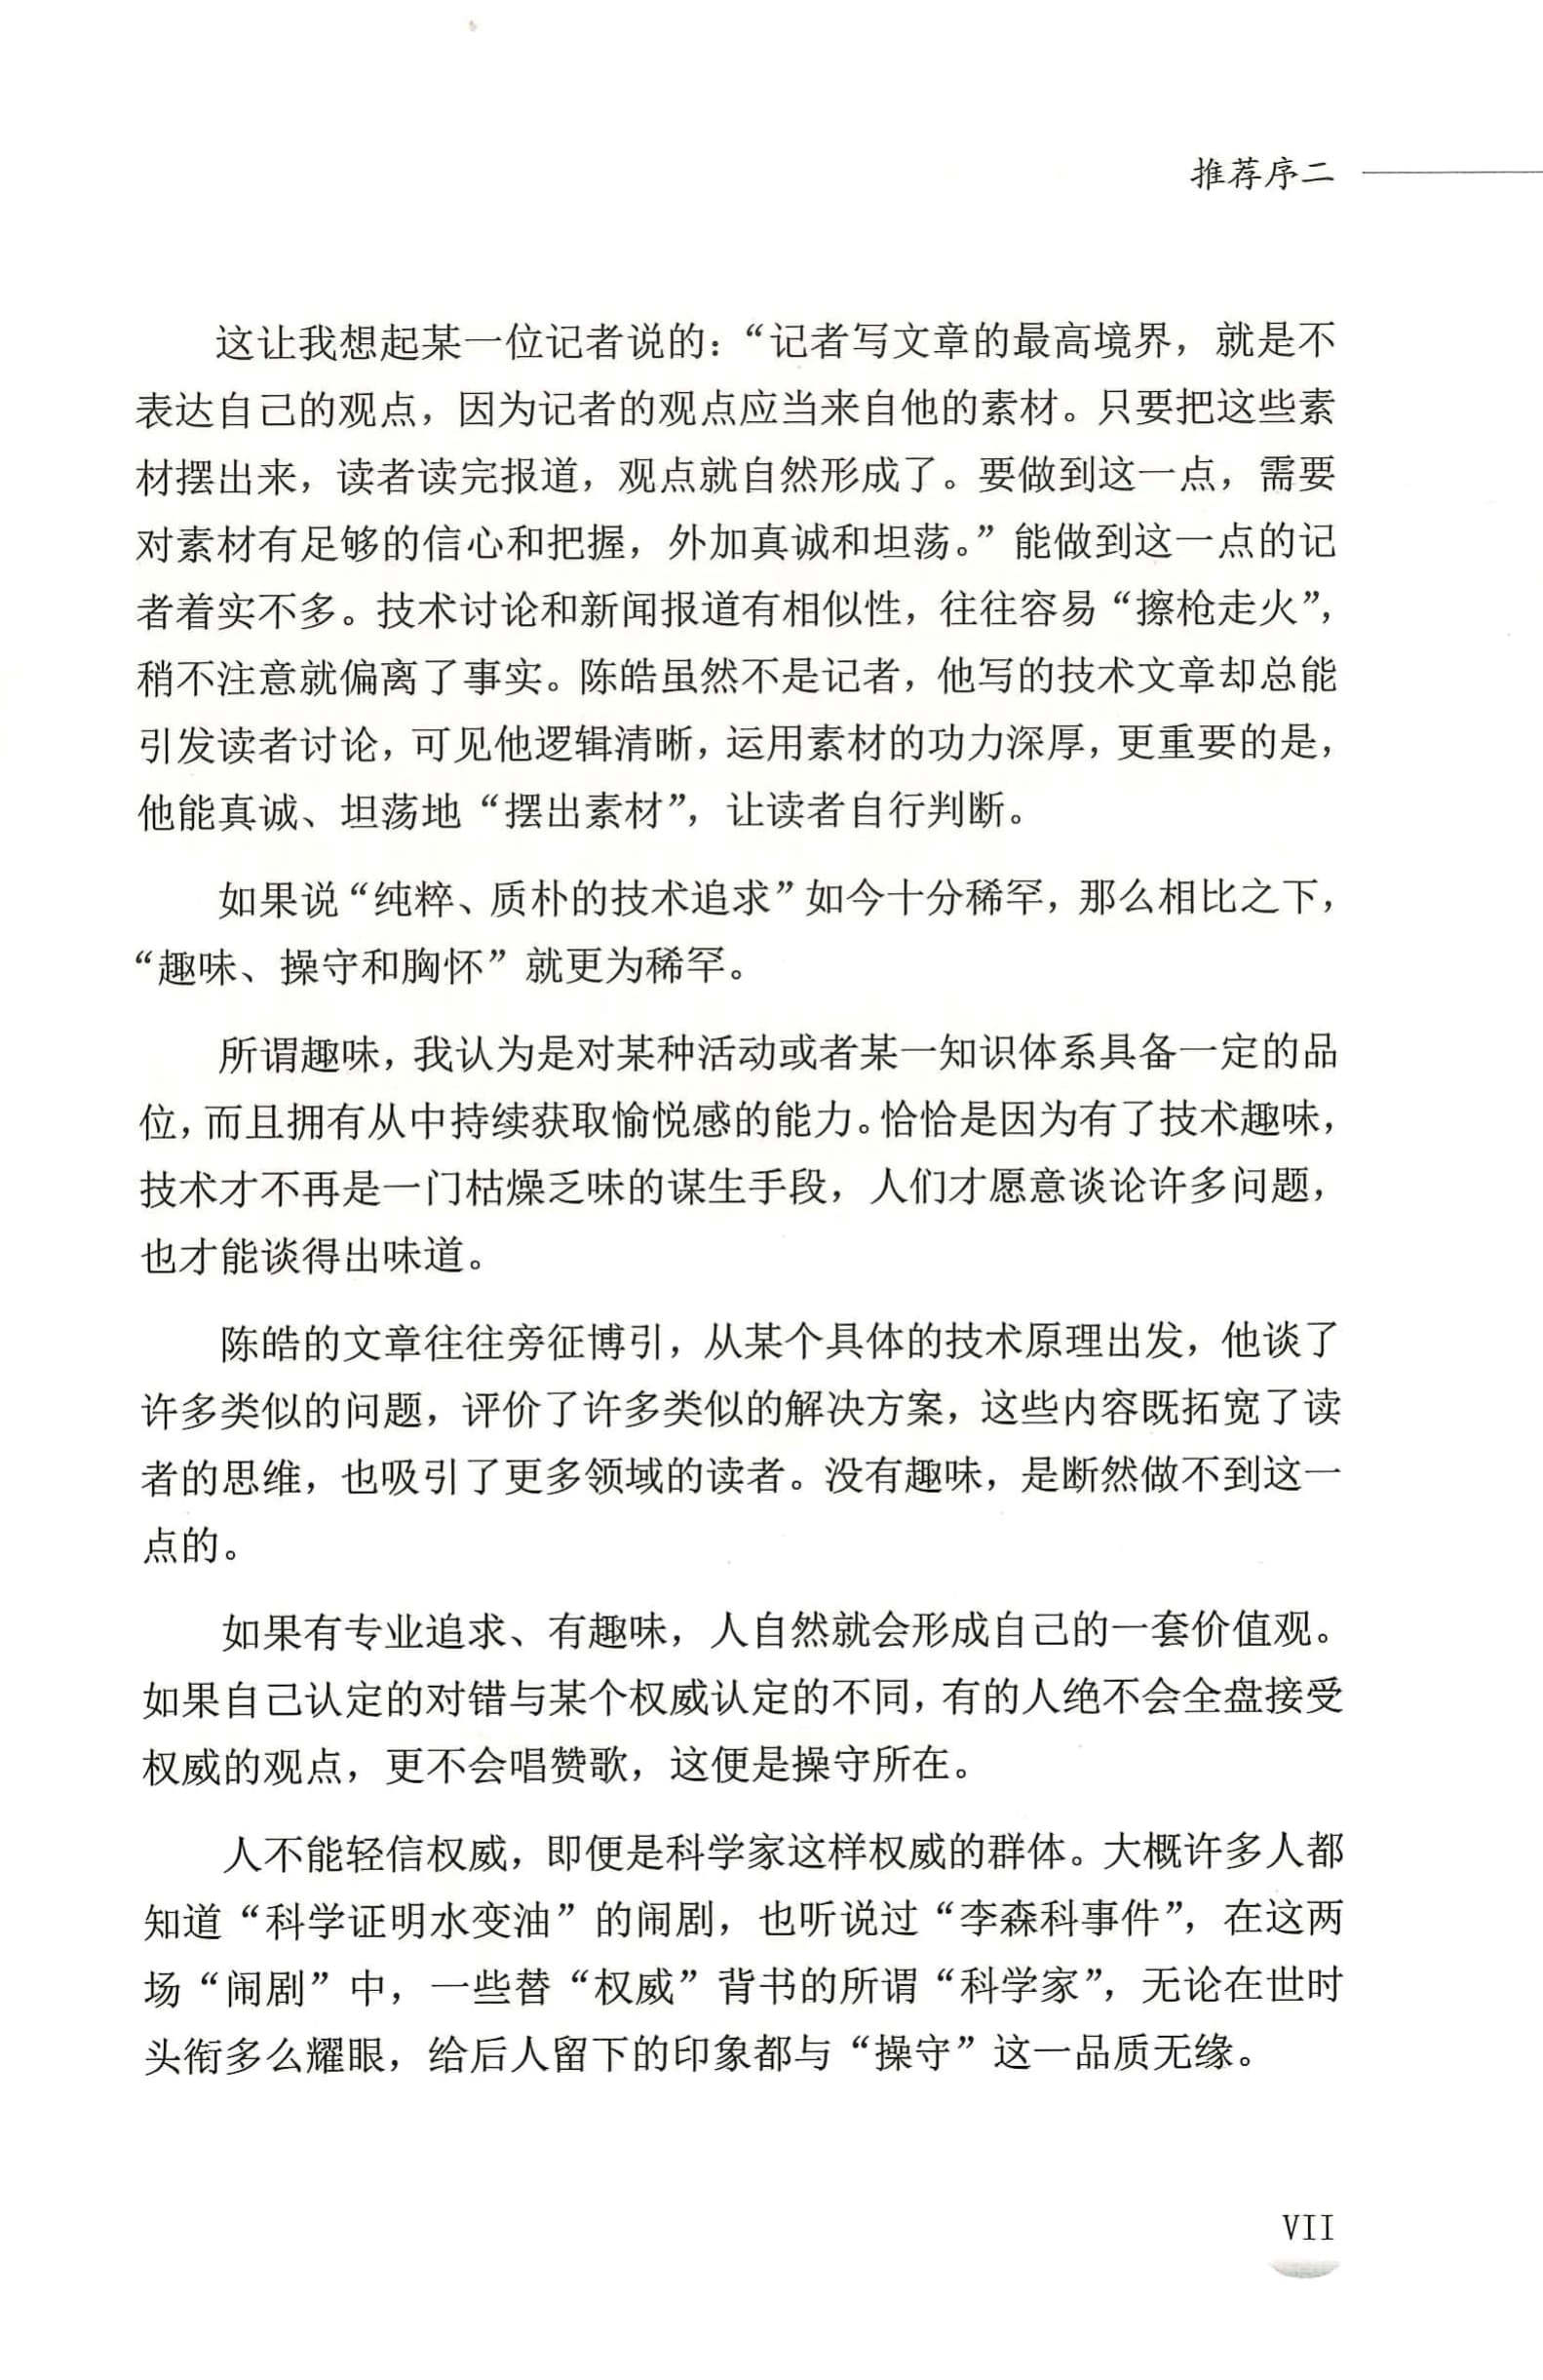 推荐序二
这让我想起某一位记者说的：“记者写文章的最高境界，就是不
表达自己的观点，因为记者的观点应当来自他的素材。只要把这些素
材摆出来，读者读完报道，观点就自然形成了。要做到这一点，需要
对素材有足够的信心和把握，外加真诚和坦荡。”能做到这一点的记
者着实不多。技术讨论和新闻报道有相似性，往往容易“擦枪走火”，
稍不注意就偏离了事实。陈皓虽然不是记者，他写的技术文章却总能
引发读者讨论，可见他逻辑清晰，运用素材的功力深厚，更重要的是，
他能真诚、坦荡地“摆出素材”，让读者自行判断。
如果说“纯粹、质朴的技术追求”如今十分稀罕，那么相比之下，
“趣味、操守和胸怀”就更为稀罕。
所谓趣味，我认为是对某种活动或者某一知识体系具备一定的品
位，而且拥有从中持续获取愉悦感的能力。恰恰是因为有了技术趣味，
技术才不再是一门枯燥乏味的谋生手段，人们才愿意谈论许多问题，
也才能谈得出味道。
陈皓的文章往往旁征博引，从某个具体的技术原理出发，他谈了
许多类似的问题，评价了许多类似的解决方案，这些内容既拓宽了读
者的思维，也吸引了更多领域的读者。没有趣味，是断然做不到这一
点的。
如果有专业追求、有趣味，人自然就会形成自己的一套价值观。
如果自己认定的对错与某个权威认定的不同，有的人绝不会全盘接受
权威的观点，更不会唱赞歌，这便是操守所在。
人不能轻信权威，即便是科学家这样权威的群体。大概许多人都
知道“科学证明水变油”的闹剧，也听说过“李森科事件”，在这两
场“闹剧”中，一些替“权威”背书的所谓“科学家”，无论在世时
头衔多么耀眼，给后人留下的印象都与“操守”这一品质无缘。
VII